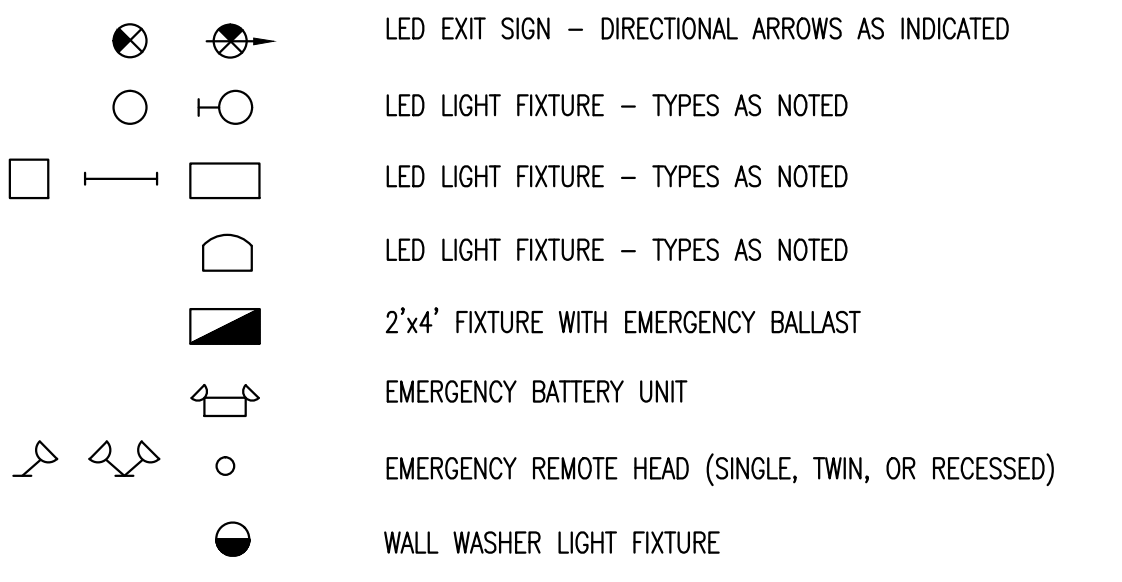 LED EXIT SIGN – DIRECTIONAL ARROWS AS INDICATED
LED LIGHT FIXTURE – TYPES AS NOTED
LED LIGHT FIXTURE – TYPES AS NOTED
LED LIGHT FIXTURE – TYPES AS NOTED
2'x4' FIXTURE WITH EMERGENCY BALLAST
EMERGENCY BATTERY UNIT
EMERGENCY REMOTE HEAD (SINGLE, TWIN, OR RECESSED)
WALL WASHER LIGHT FIXTURE